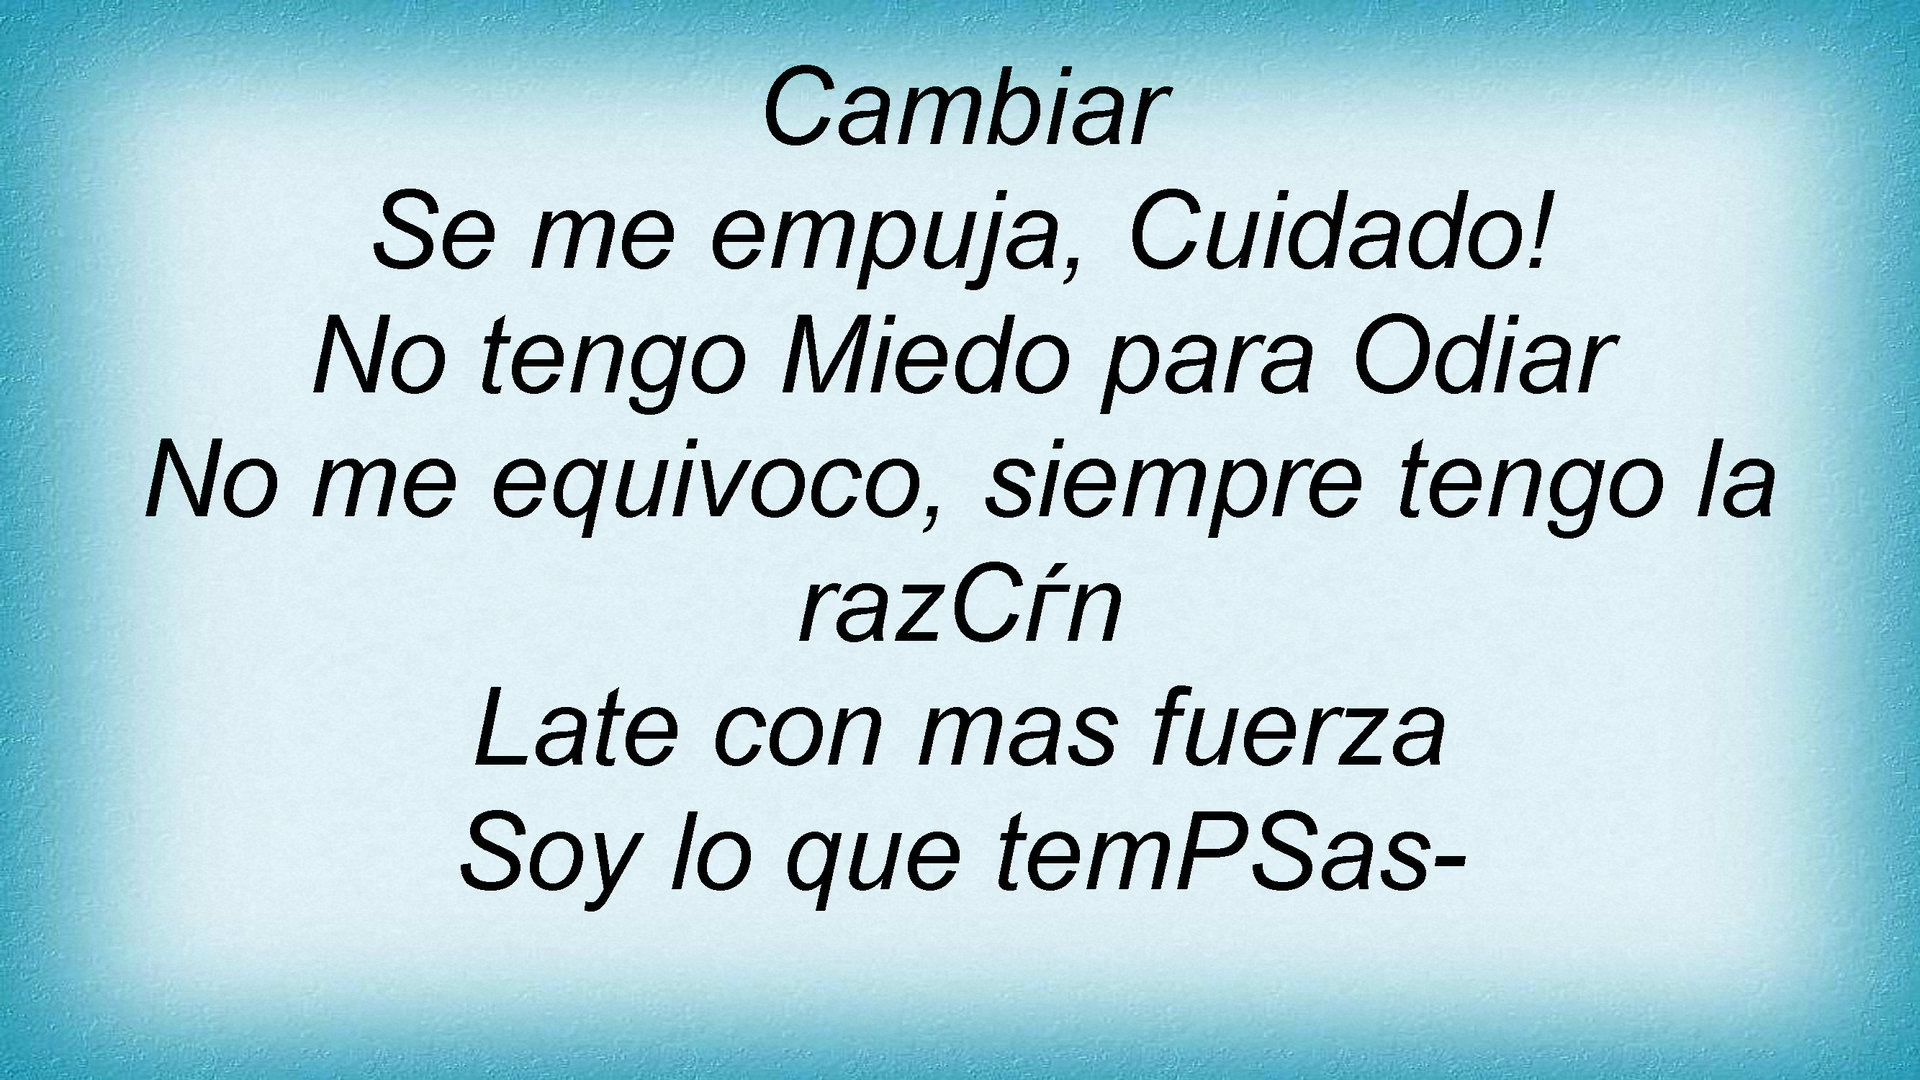 Cambiar
Se me empuja, Cuidado!
No tengo Miedo para Odiar
No me equivoco, siempre tengo la
razCѓn
Late con mas fuerza
Soy lo que temPSas-